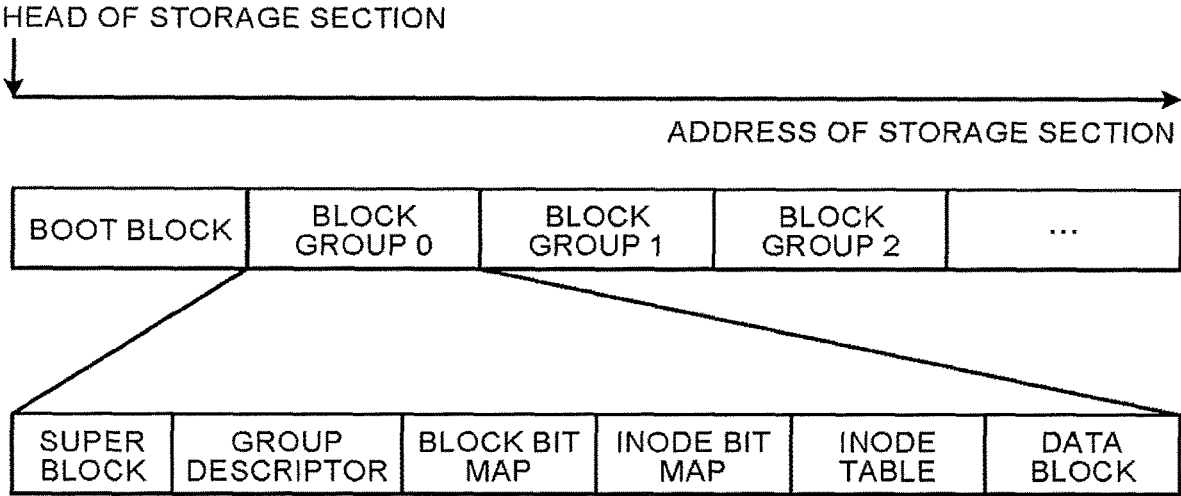 HEAD OF STORAGE SECTION
ADDRESS OF STORAGE SECTION
BOOT BLOCK
BLOCK
GROUP 0
BLOCK
GROUP 1
BLOCK
GROUP 2
...
SUPER
BLOCK
GROUP
DESCRIPTOR
BLOCK BIT
MAP
INODE BIT
MAP
INODE
TABLE
DATA
BLOCK